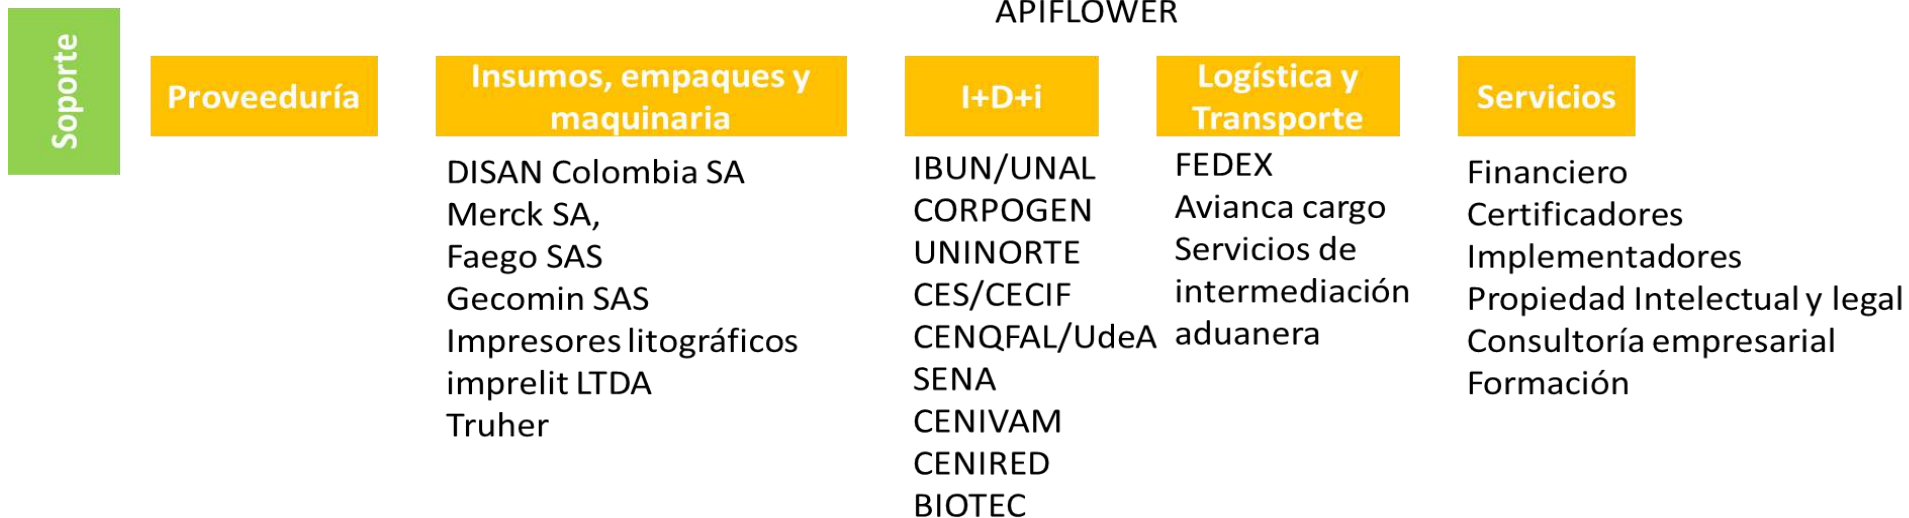 APIFLOWER
Soporte
Proveeduría
Insumos, empaques y
maquinaria
DISAN Colombia SA
Merck SA,
Faego SAS
Gecomin SAS
Impresores litográficos
imprelit LTDA
Truher
I+D+i
IBUN/UNAL
CORPOGEN
UNINORTE
CES/CECIF
CENQFAL/UdeA
SENA
CENIVAM
CENIRED
BIOTEC
Logística y
Transporte
FEDEX
Avianca cargo
Servicios de
intermediación
aduanera
Servicios
Financiero
Certificadores
Implementadores
Propiedad Intelectual y legal
Consultoría empresarial
Formación